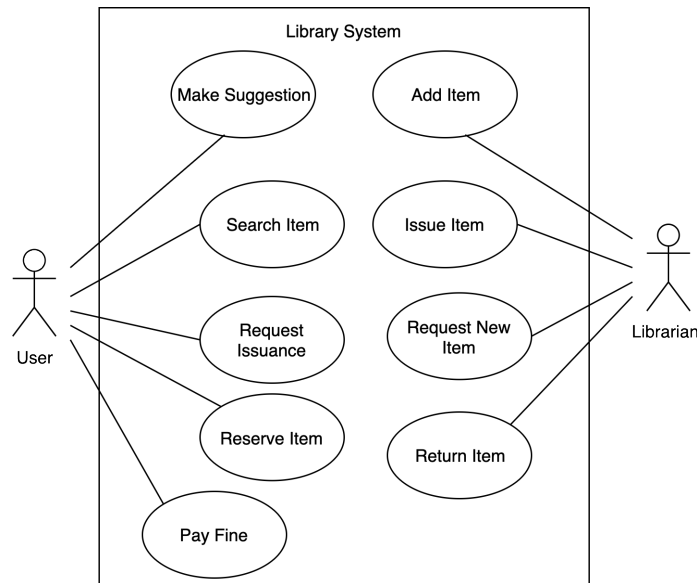 Library System
Make Suggestion
Add Item
Search Item
Issue Item
Request
Issuance
Request New
Item
Reserve Item
Return Item
Pay Fine
User
Librarian